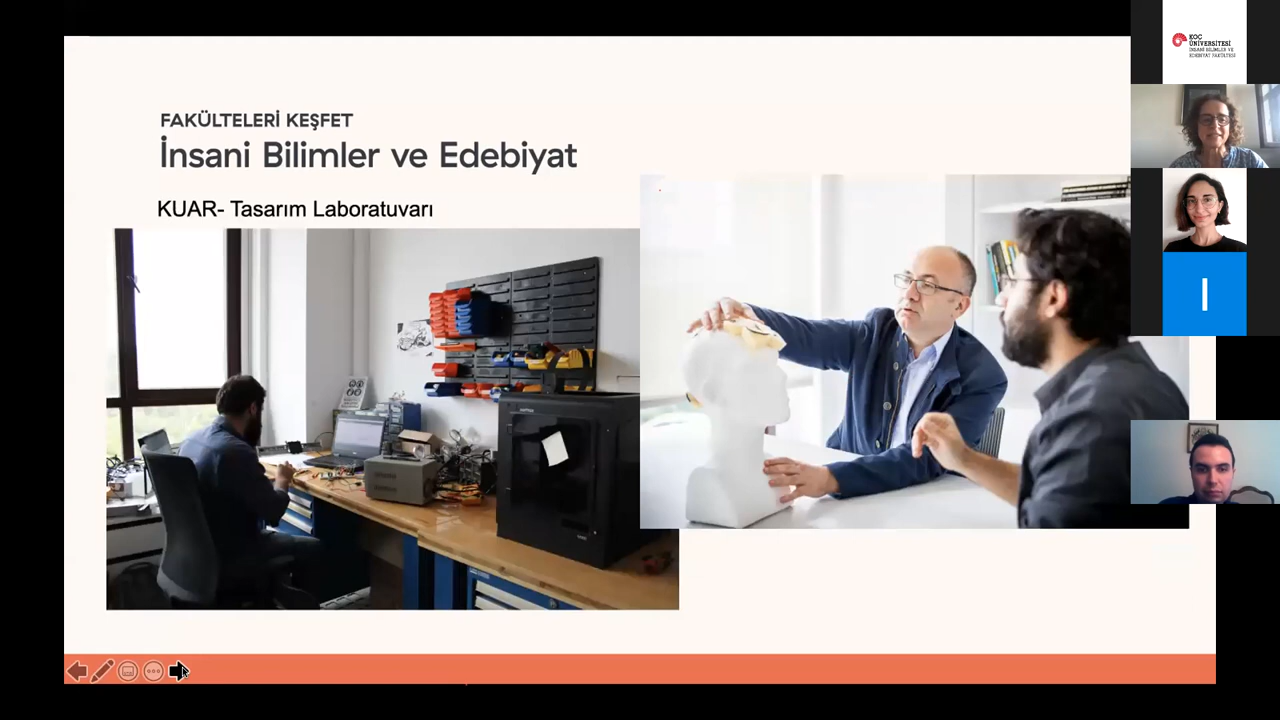 FAKÜLTELERİ KEŞFET
İnsani Bilimler ve Edebiyat
KUAR- Tasarım Laboratuvarı
KOÇ
ÜNİVERSİTESİ
İNSANİ BİLİMLER VE
EDEBİYAT FAKÜLTESİ
I